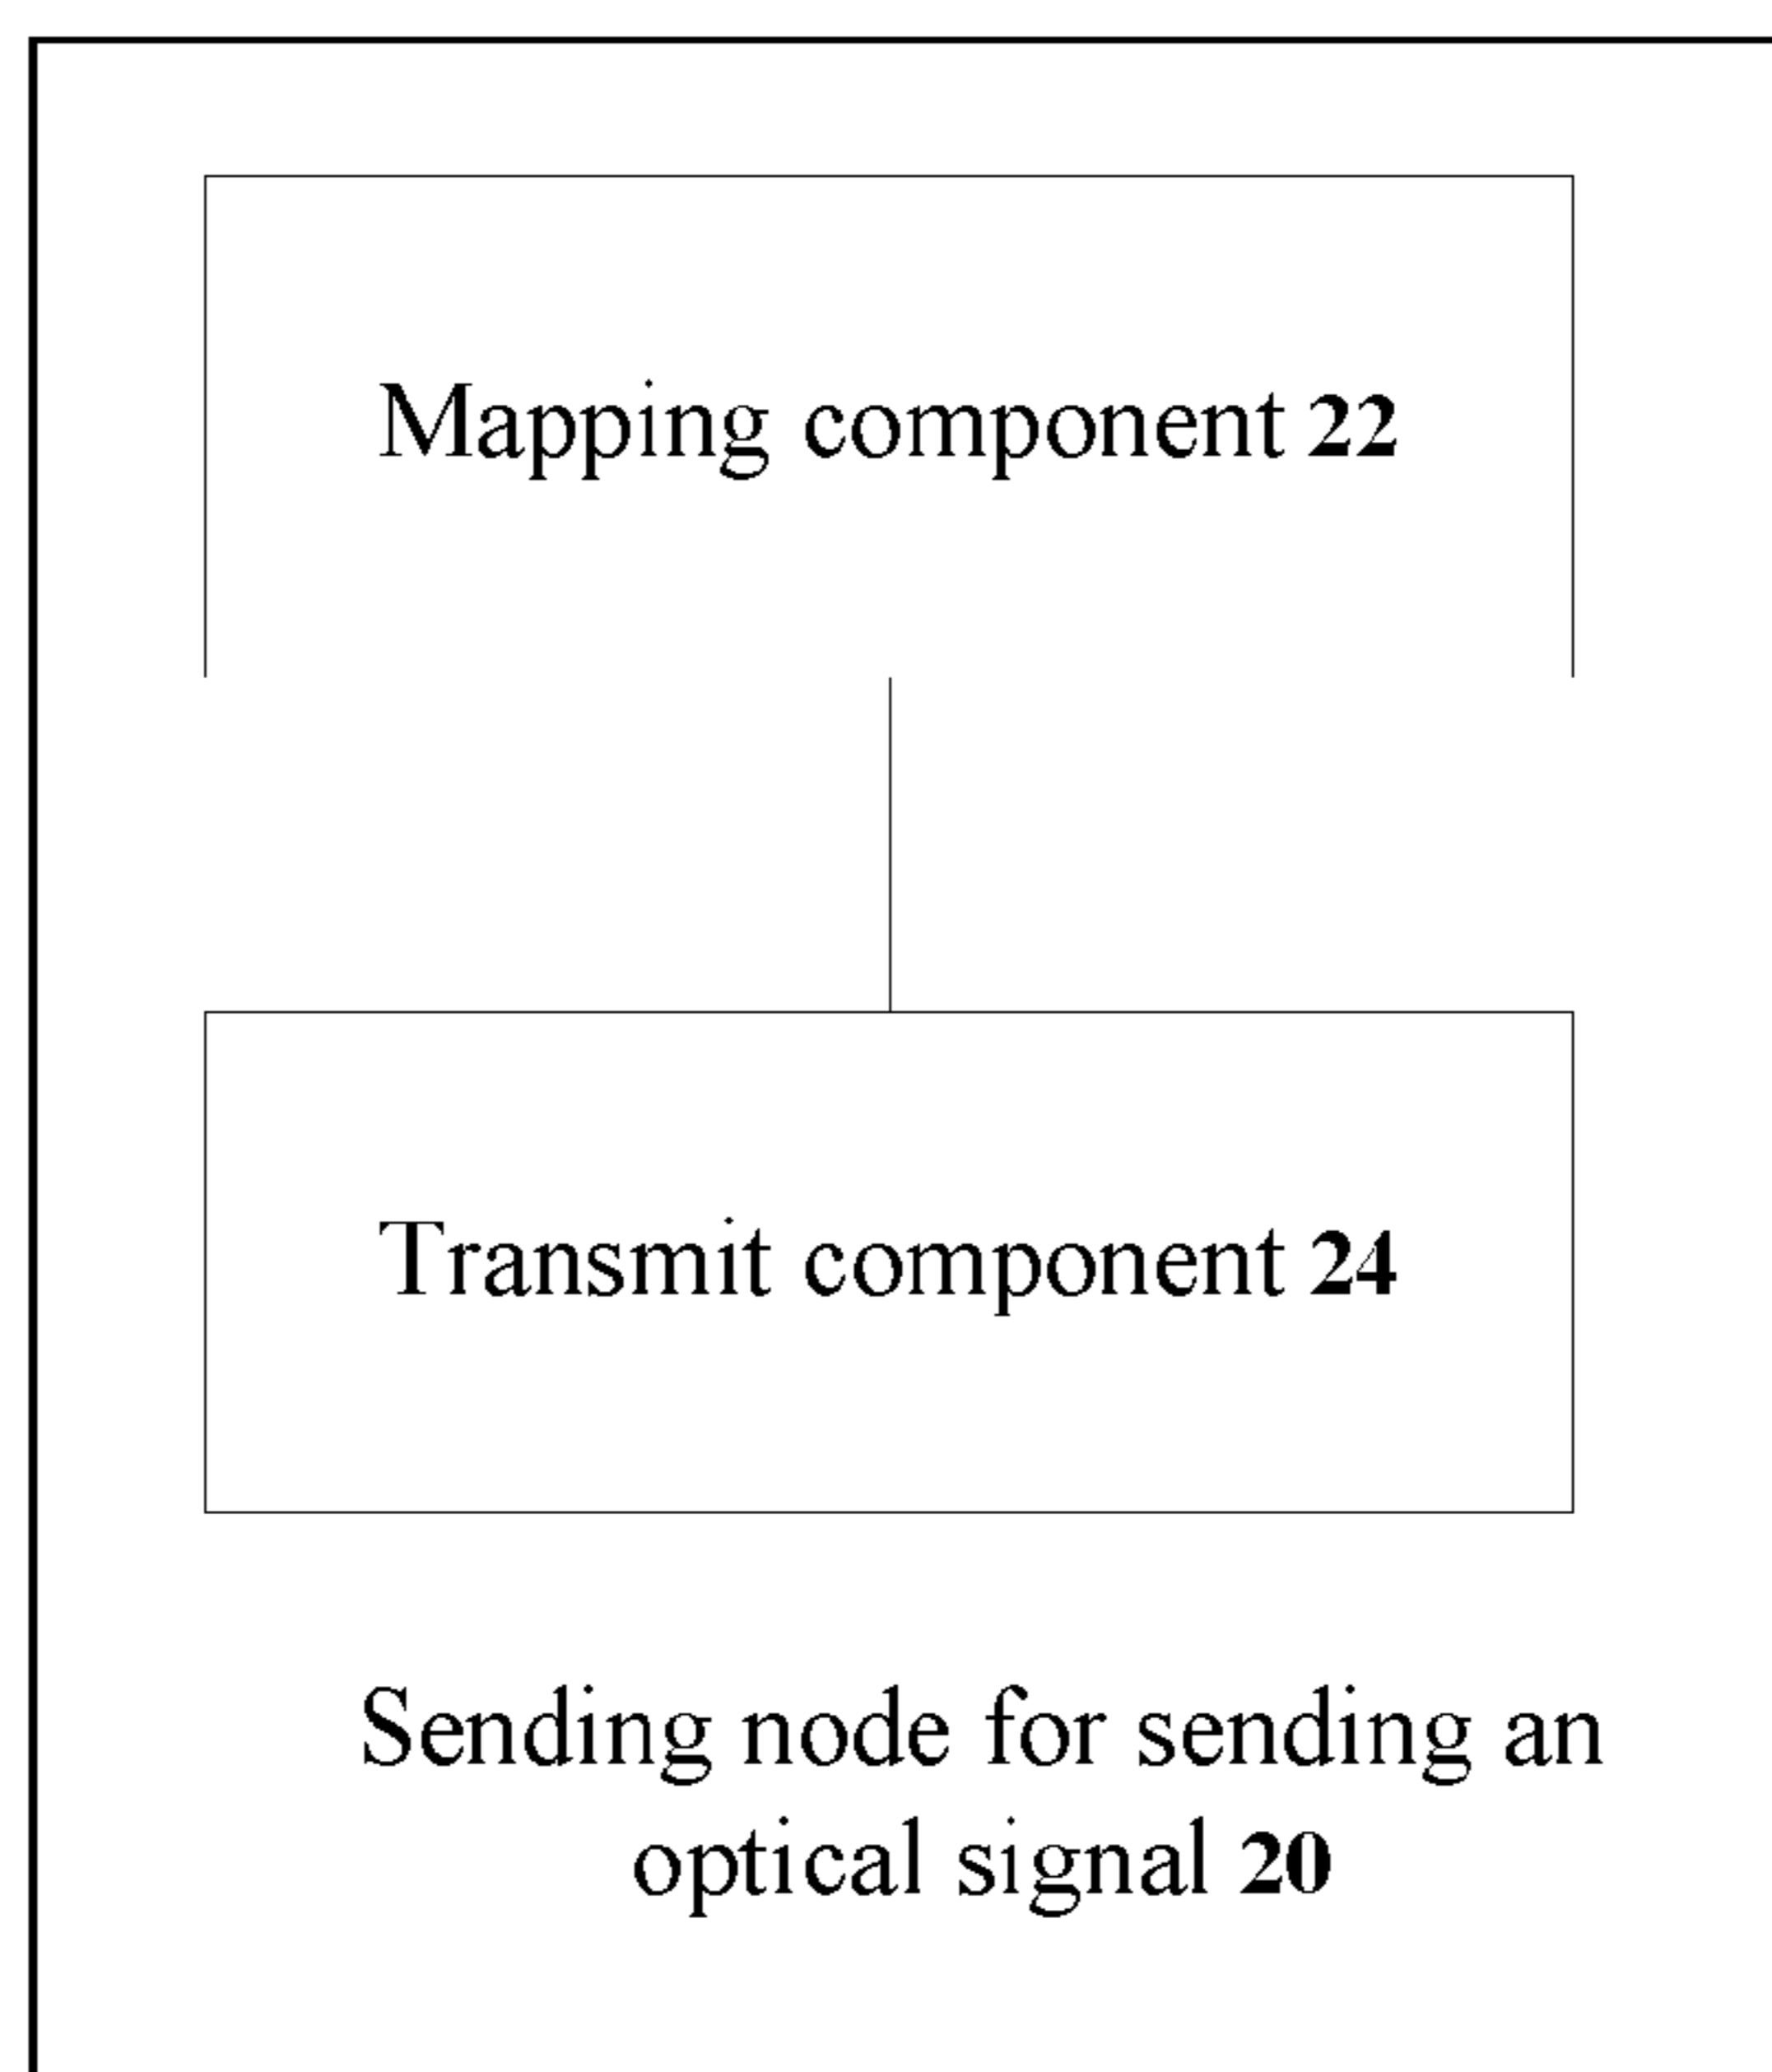 Mapping component 22
Transmit component 24
Sending node for sending an
optical signal 20